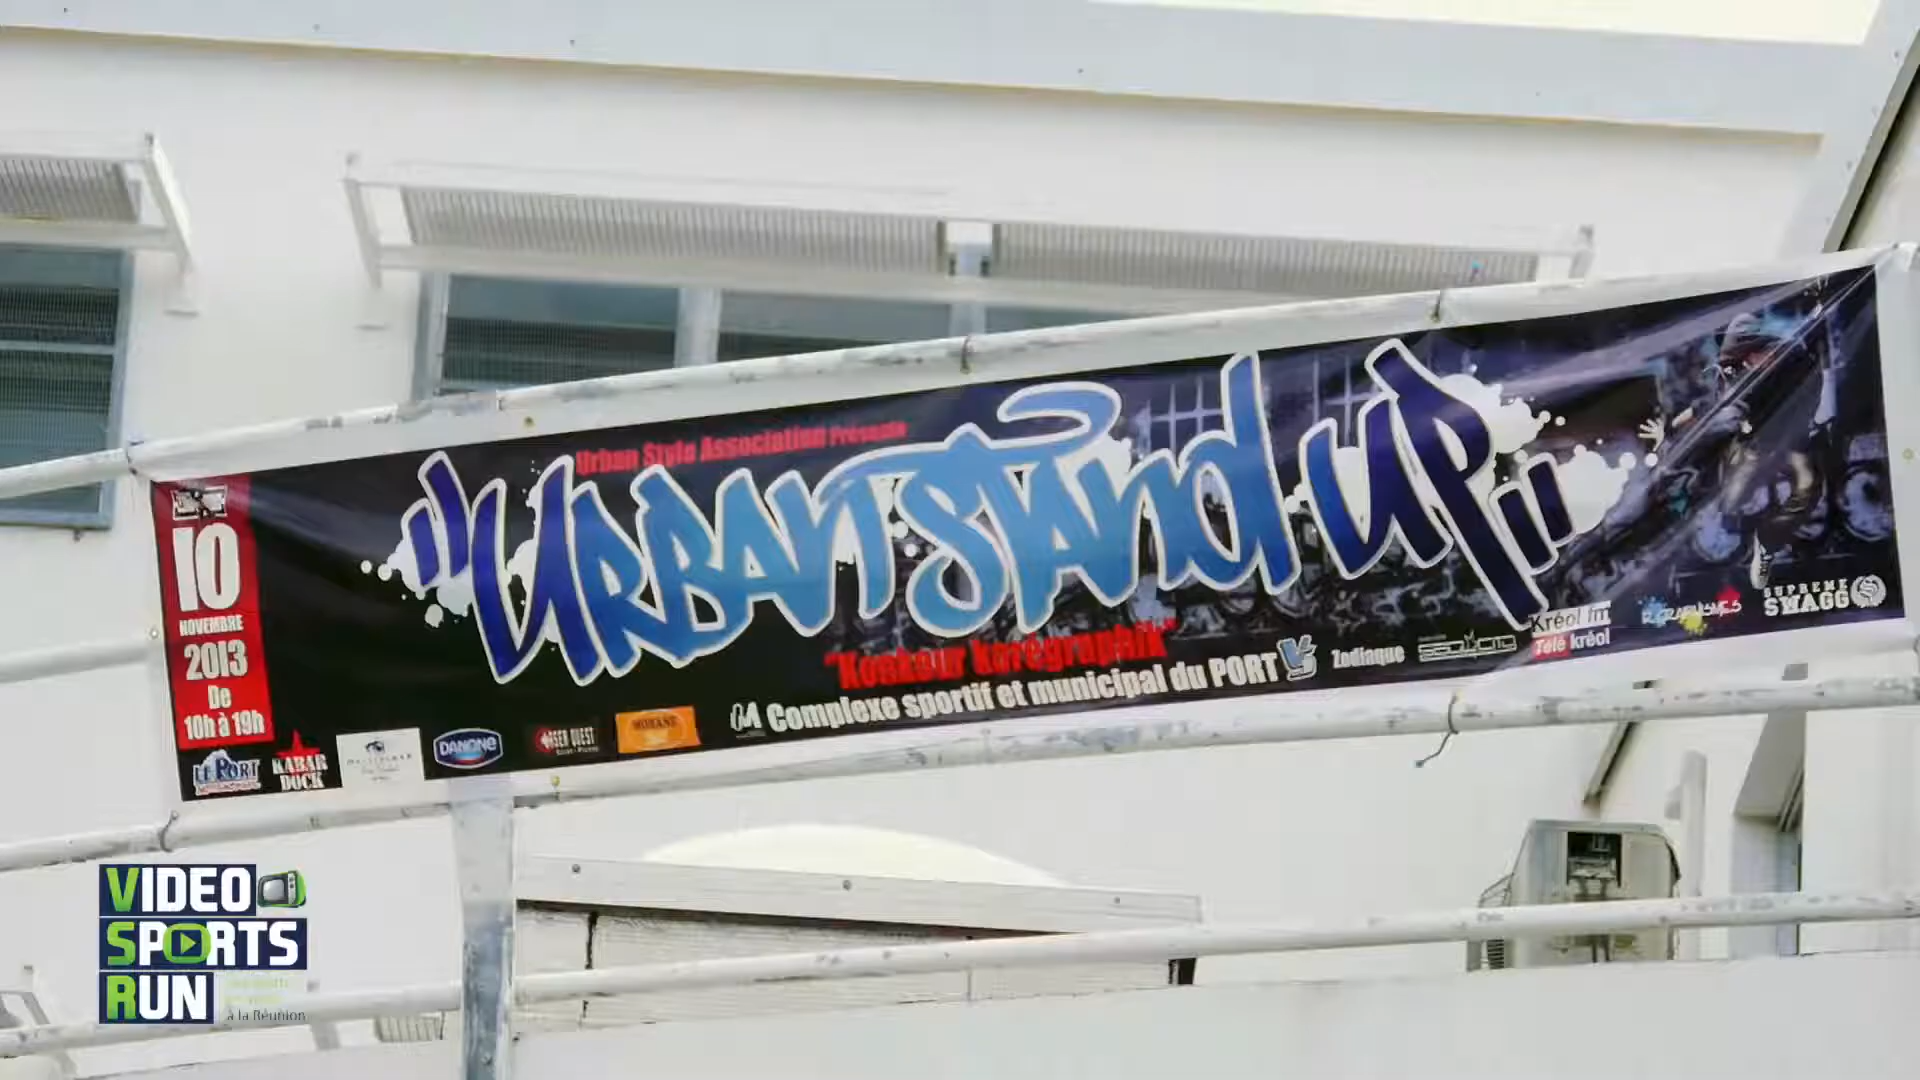 Urban Style Association Présente
"URBAN STAND UP"
"Konkour korégraphik"
Complexe sportif et municipal du PORT
10
NOVEMBRE
2013
De
10h à 19h
LE PORT
KABAR
DOCK
DANONE
LASER QUEST
Zodiaque
Kréol fm
Télé kréol
SUPREME
SWAGG
VIDEO
SPORTS
RUN
à la Réunion